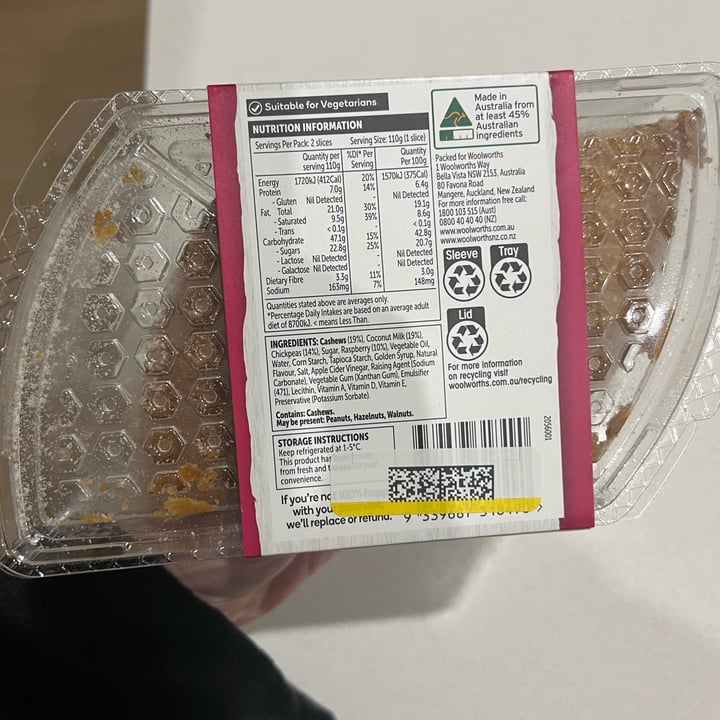 Suitable for Vegetarians
NUTRITION INFORMATION
Servings Per Pack: 2 slices Serving Size: 110g (1 slice)
Quantity per serving 110g %DI* Per Serving Quantity Per 100g
Energy 1720kJ (412Cal) 20% 1570kJ (375Cal)
Protein 7.0g 14% 6.4g
- Gluten Nil Detected Nil Detected
Fat, Total 21.0g 30% 19.1g
- Saturated 9.5g 39% 8.6g
- Trans < 0.1g < 0.1g
Carbohydrate 47.1g 15% 42.8g
- Sugars 22.8g 25% 20.7g
- Lactose Nil Detected Nil Detected
- Galactose Nil Detected Nil Detected
Dietary Fibre 3.3g 11% 3.0g
Sodium 163mg 7% 148mg
Quantities stated above are averages only.
*Percentage Daily Intakes are based on an average adult
diet of 8700kJ. < means Less Than.
INGREDIENTS: Cashews (19%), Coconut Milk (19%),
Chickpeas (14%), Sugar, Raspberry (10%), Vegetable Oil,
Water, Corn Starch, Tapioca Starch, Golden Syrup, Natural
Flavour, Salt, Apple Cider Vinegar, Raising Agent (Sodium
Carbonate), Vegetable Gum (Xanthan Gum), Emulsifier
(471), Lecithin, Vitamin A, Vitamin D, Vitamin E,
Preservative (Potassium Sorbate).
Contains: Cashews.
May be present: Peanuts, Hazelnuts, Walnuts.
STORAGE INSTRUCTIONS
Keep refrigerated at 1-5°C.
This product has
from fresh and
convenience.
If you're no 100%
with you
we'll replace or refund.
Made in
Australia from
at least 45%
Australian
ingredients
Packed for Woolworths
1 Woolworths Way
Bella Vista NSW 2153, Australia
80 Favona Road
Mangere, Auckland, New Zealand
For more information free call:
1800 103 515 (Aust)
0800 40 40 40 (NZ)
www.woolworths.com.au
www.woolworthsnz.co.nz
Sleeve Tray
Lid
For more information
on recycling visit
woolworths.com.au/recycling
2056001